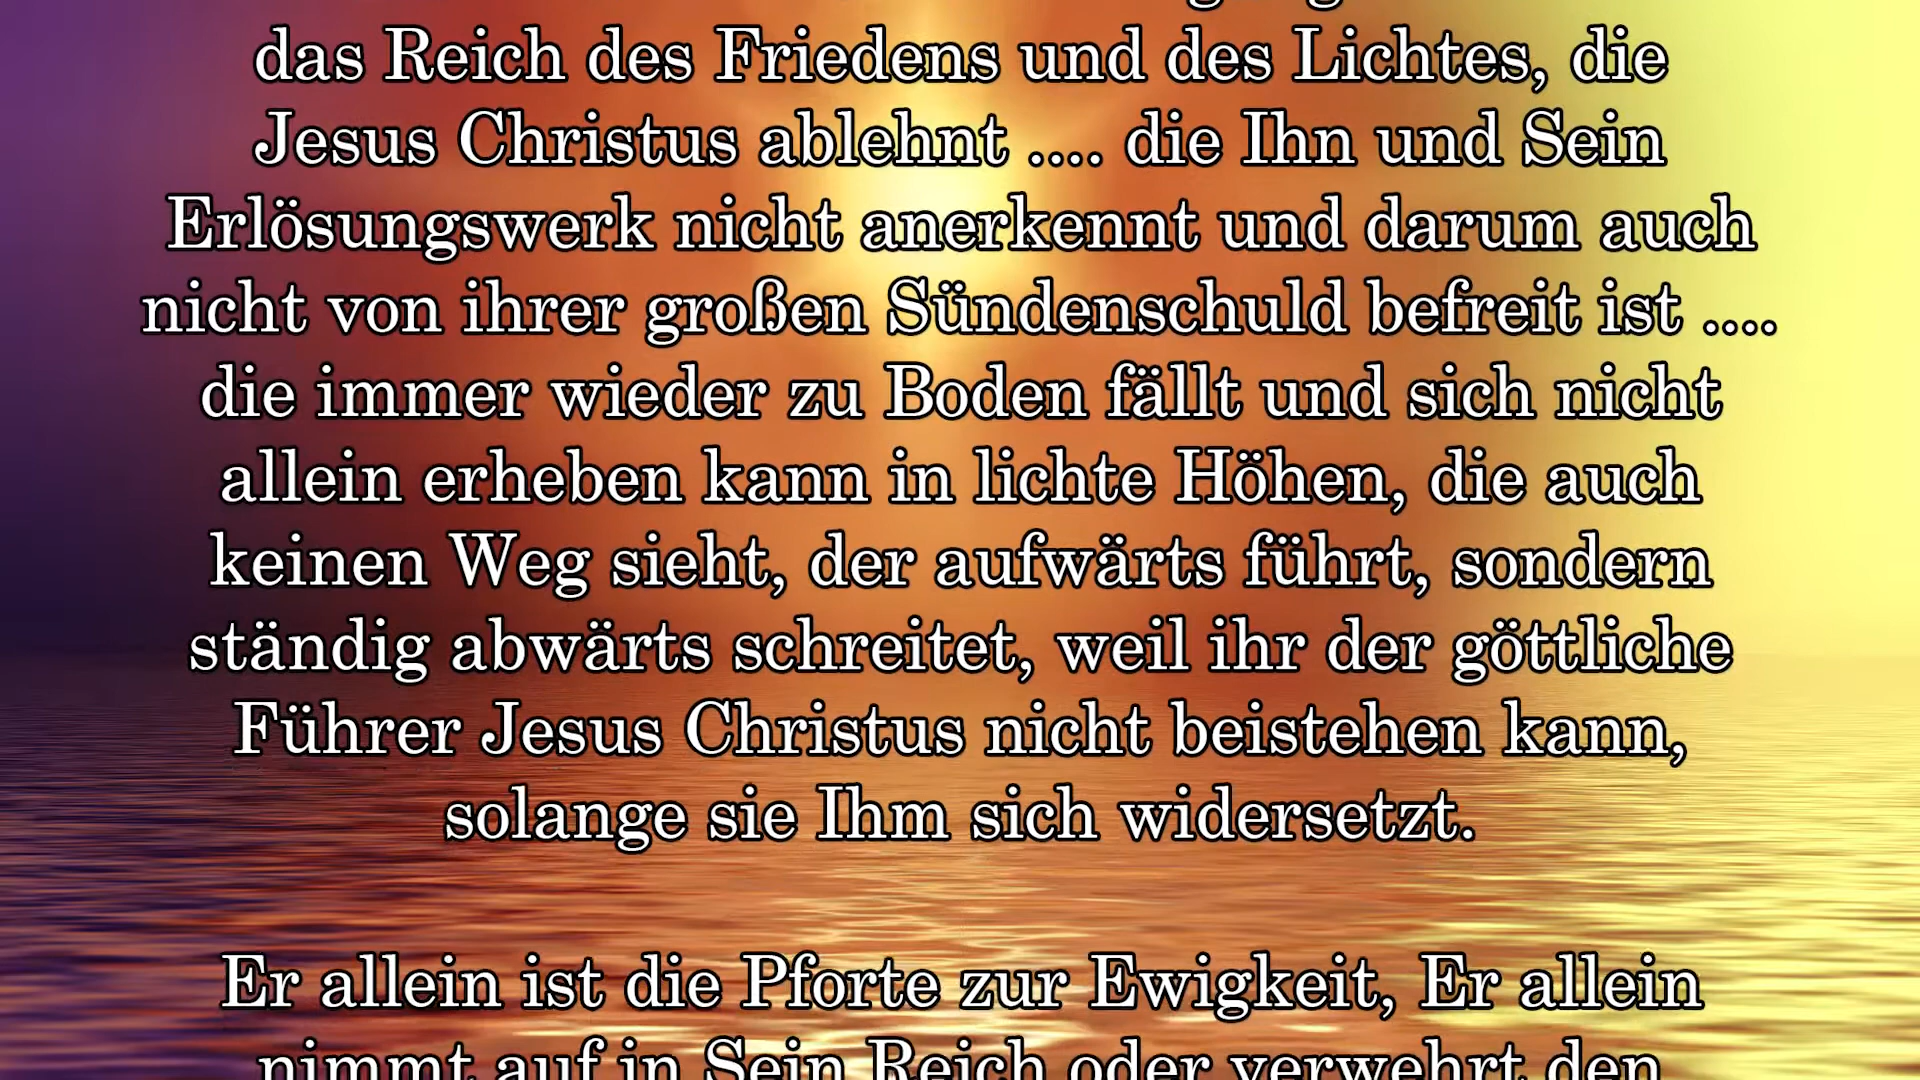 das Reich des Friedens und des Lichtes, die
Jesus Christus ablehnt .... die Ihn und Sein
Erlösungswerk nicht anerkennt und darum auch
nicht von ihrer großen Sündenschuld befreit ist ....
die immer wieder zu Boden fällt und sich nicht
allein erheben kann in lichte Höhen, die auch
keinen Weg sieht, der aufwärts führt, sondern
ständig abwärts schreitet, weil ihr der göttliche
Führer Jesus Christus nicht beistehen kann,
solange sie Ihm sich widersetzt.
Er allein ist die Pforte zur Ewigkeit, Er allein
nimmt auf in Sein Reich oder verwehrt den